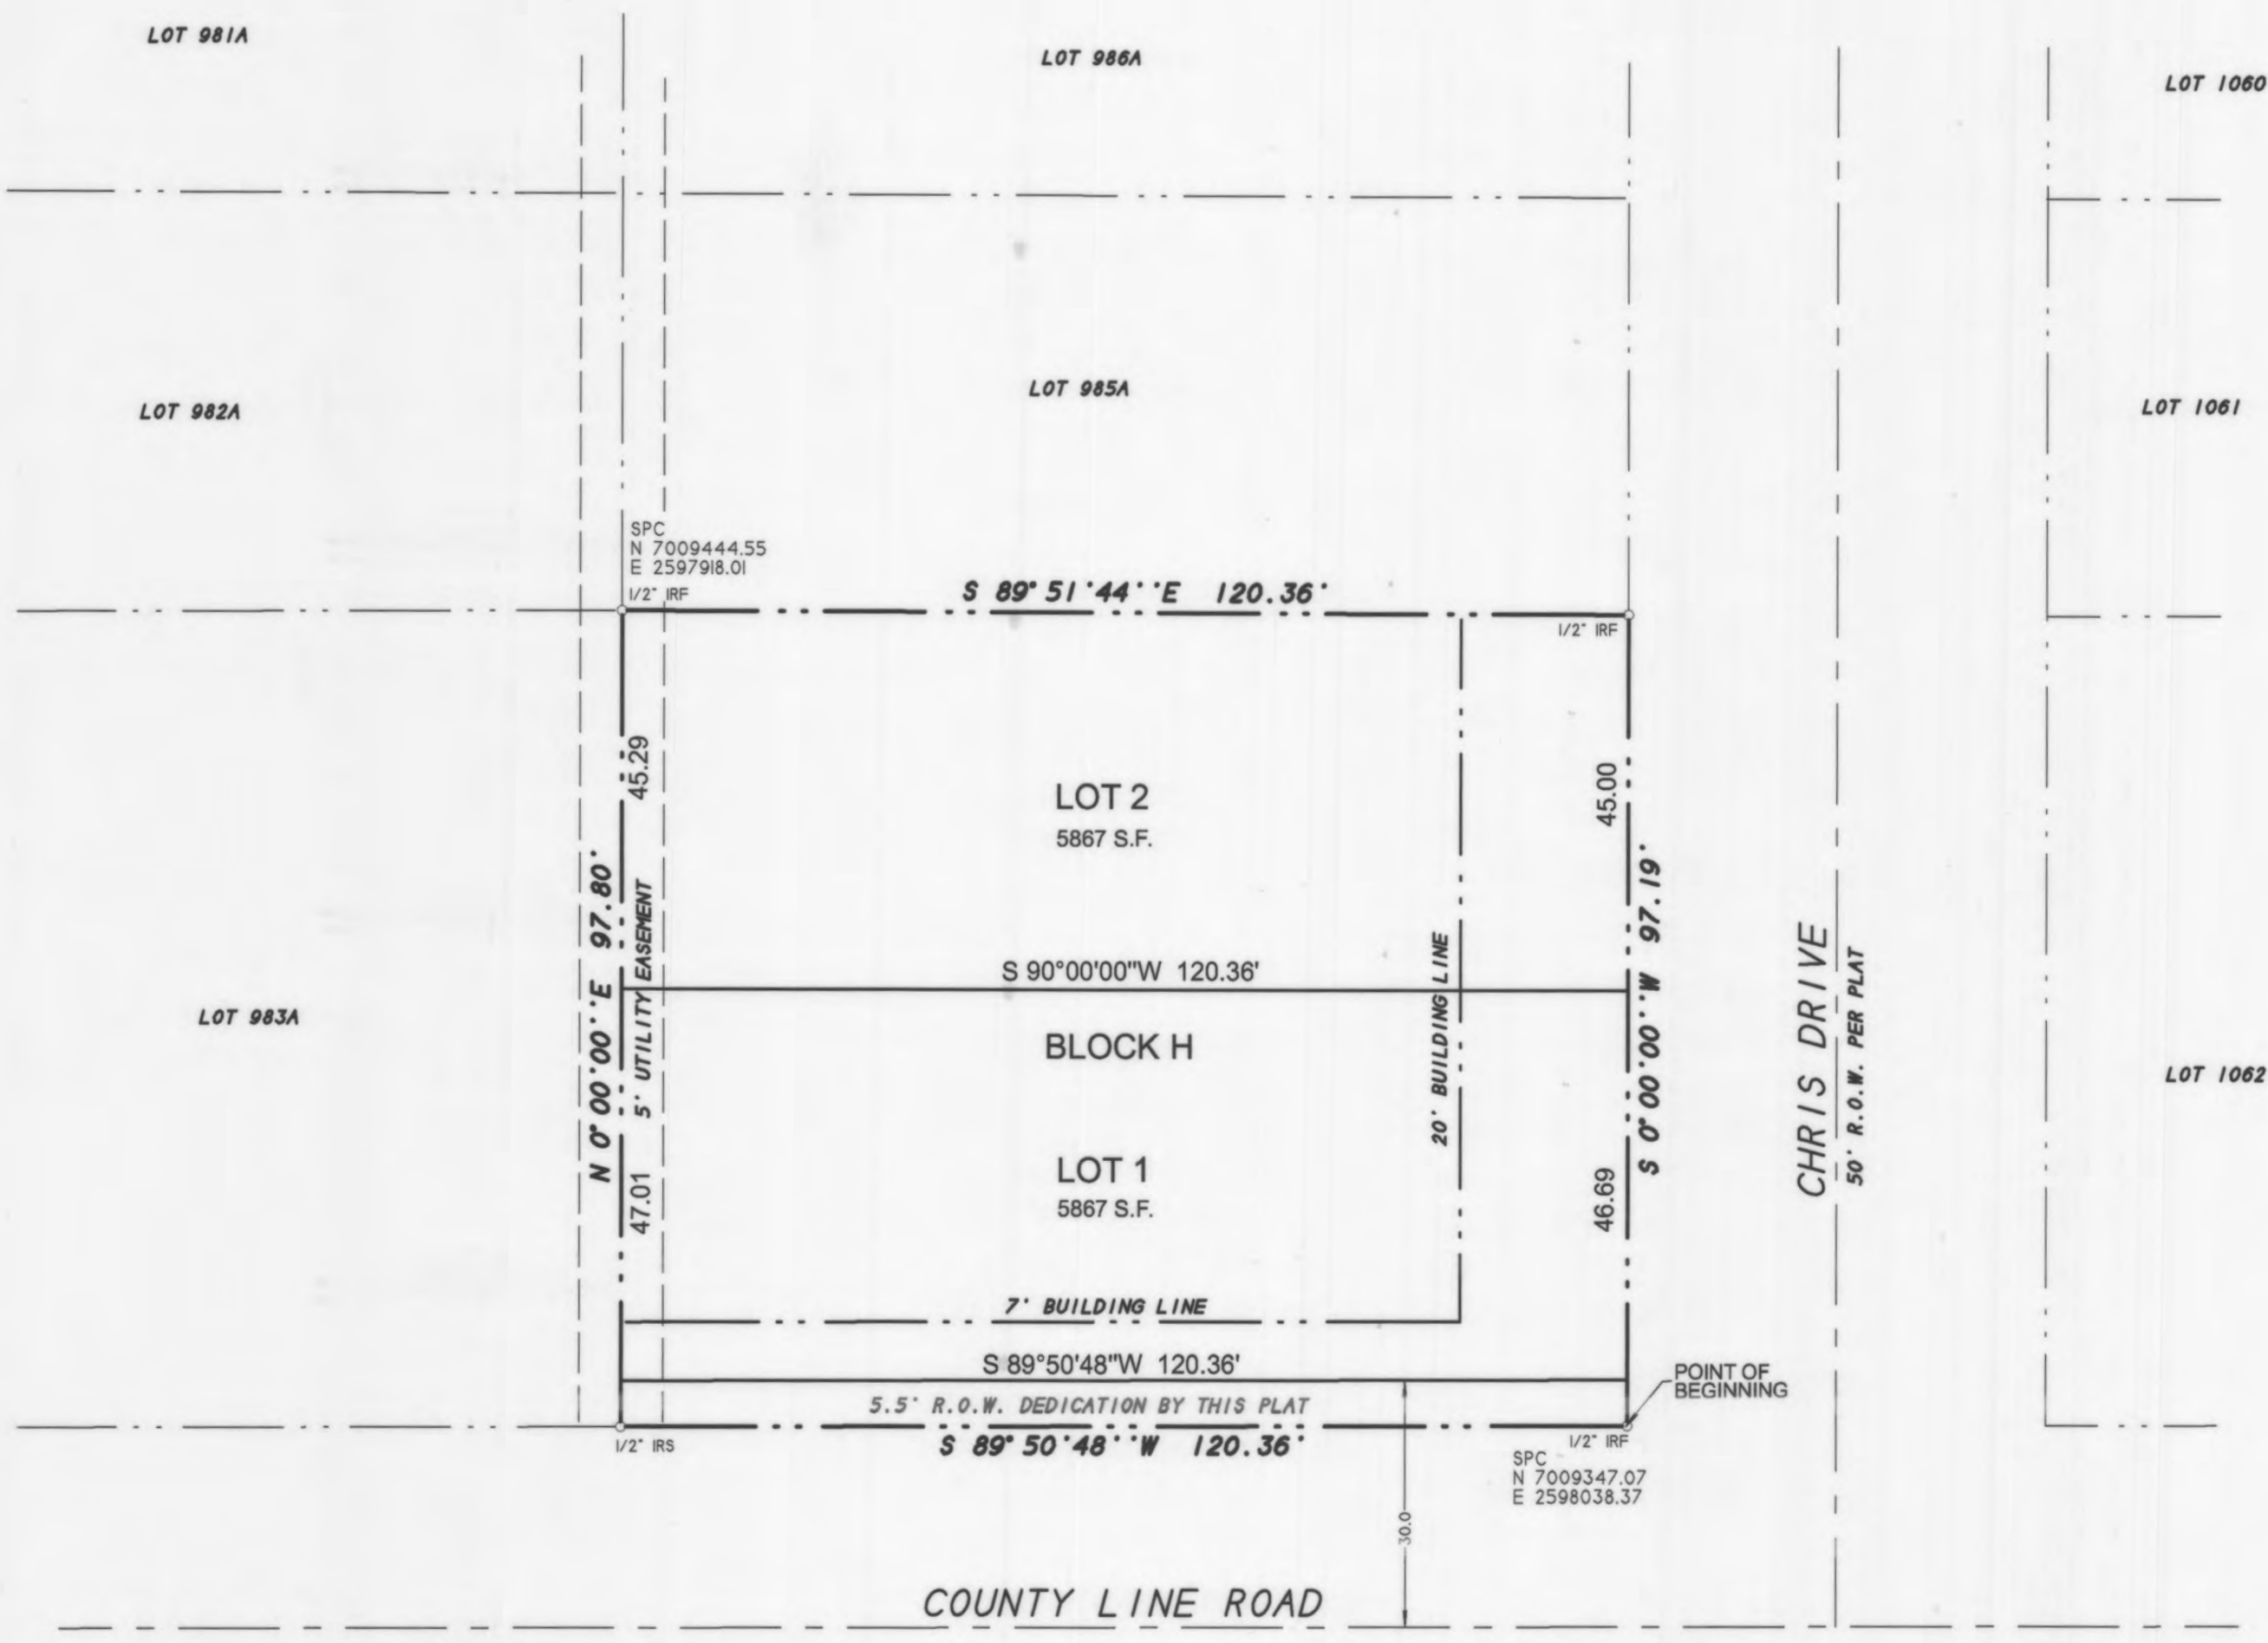 LOT 981A
LOT 986A
LOT 1060
LOT 982A
LOT 985A
LOT 1061
SPC
N 7009444.55
E 2597918.01
1/2" IRF
S 89° 51' 44''E 120.36'
1/2" IRF
45.29
LOT 2
5867 S.F.
45.00
N 0° 00' 00''E 97.80'
5' UTILITY EASEMENT
S 90°00'00"W 120.36'
20' BUILDING LINE
S 0° 00' 00''W 97.19'
CHRIS DRIVE
50' R.O.W. PER PLAT
LOT 983A
BLOCK H
LOT 1062
47.01
LOT 1
5867 S.F.
46.69
7' BUILDING LINE
S 89°50'48"W 120.36'
5.5' R.O.W. DEDICATION BY THIS PLAT
POINT OF
BEGINNING
1/2" IRS
S 89° 50' 48''W 120.36'
1/2" IRF
SPC
N 7009347.07
E 2598038.37
30.0
COUNTY LINE ROAD